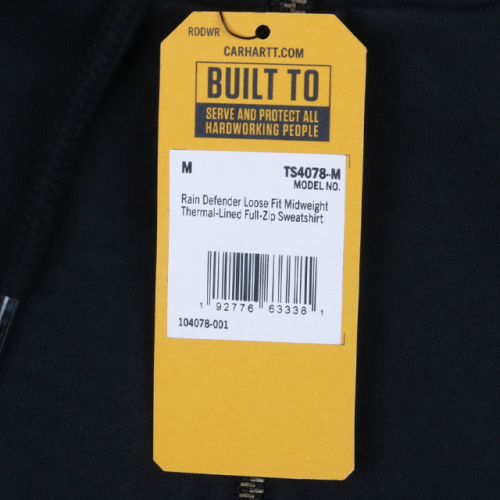 RDDWR
CARHARTT.COM
BUILT TO
SERVE AND PROTECT ALL
HARDWORKING PEOPLE
M TS4078-M
MODEL NO.
Rain Defender Loose Fit Midweight
Thermal-Lined Full-Zip Sweatshirt
1 92776 63338 1
104078-001